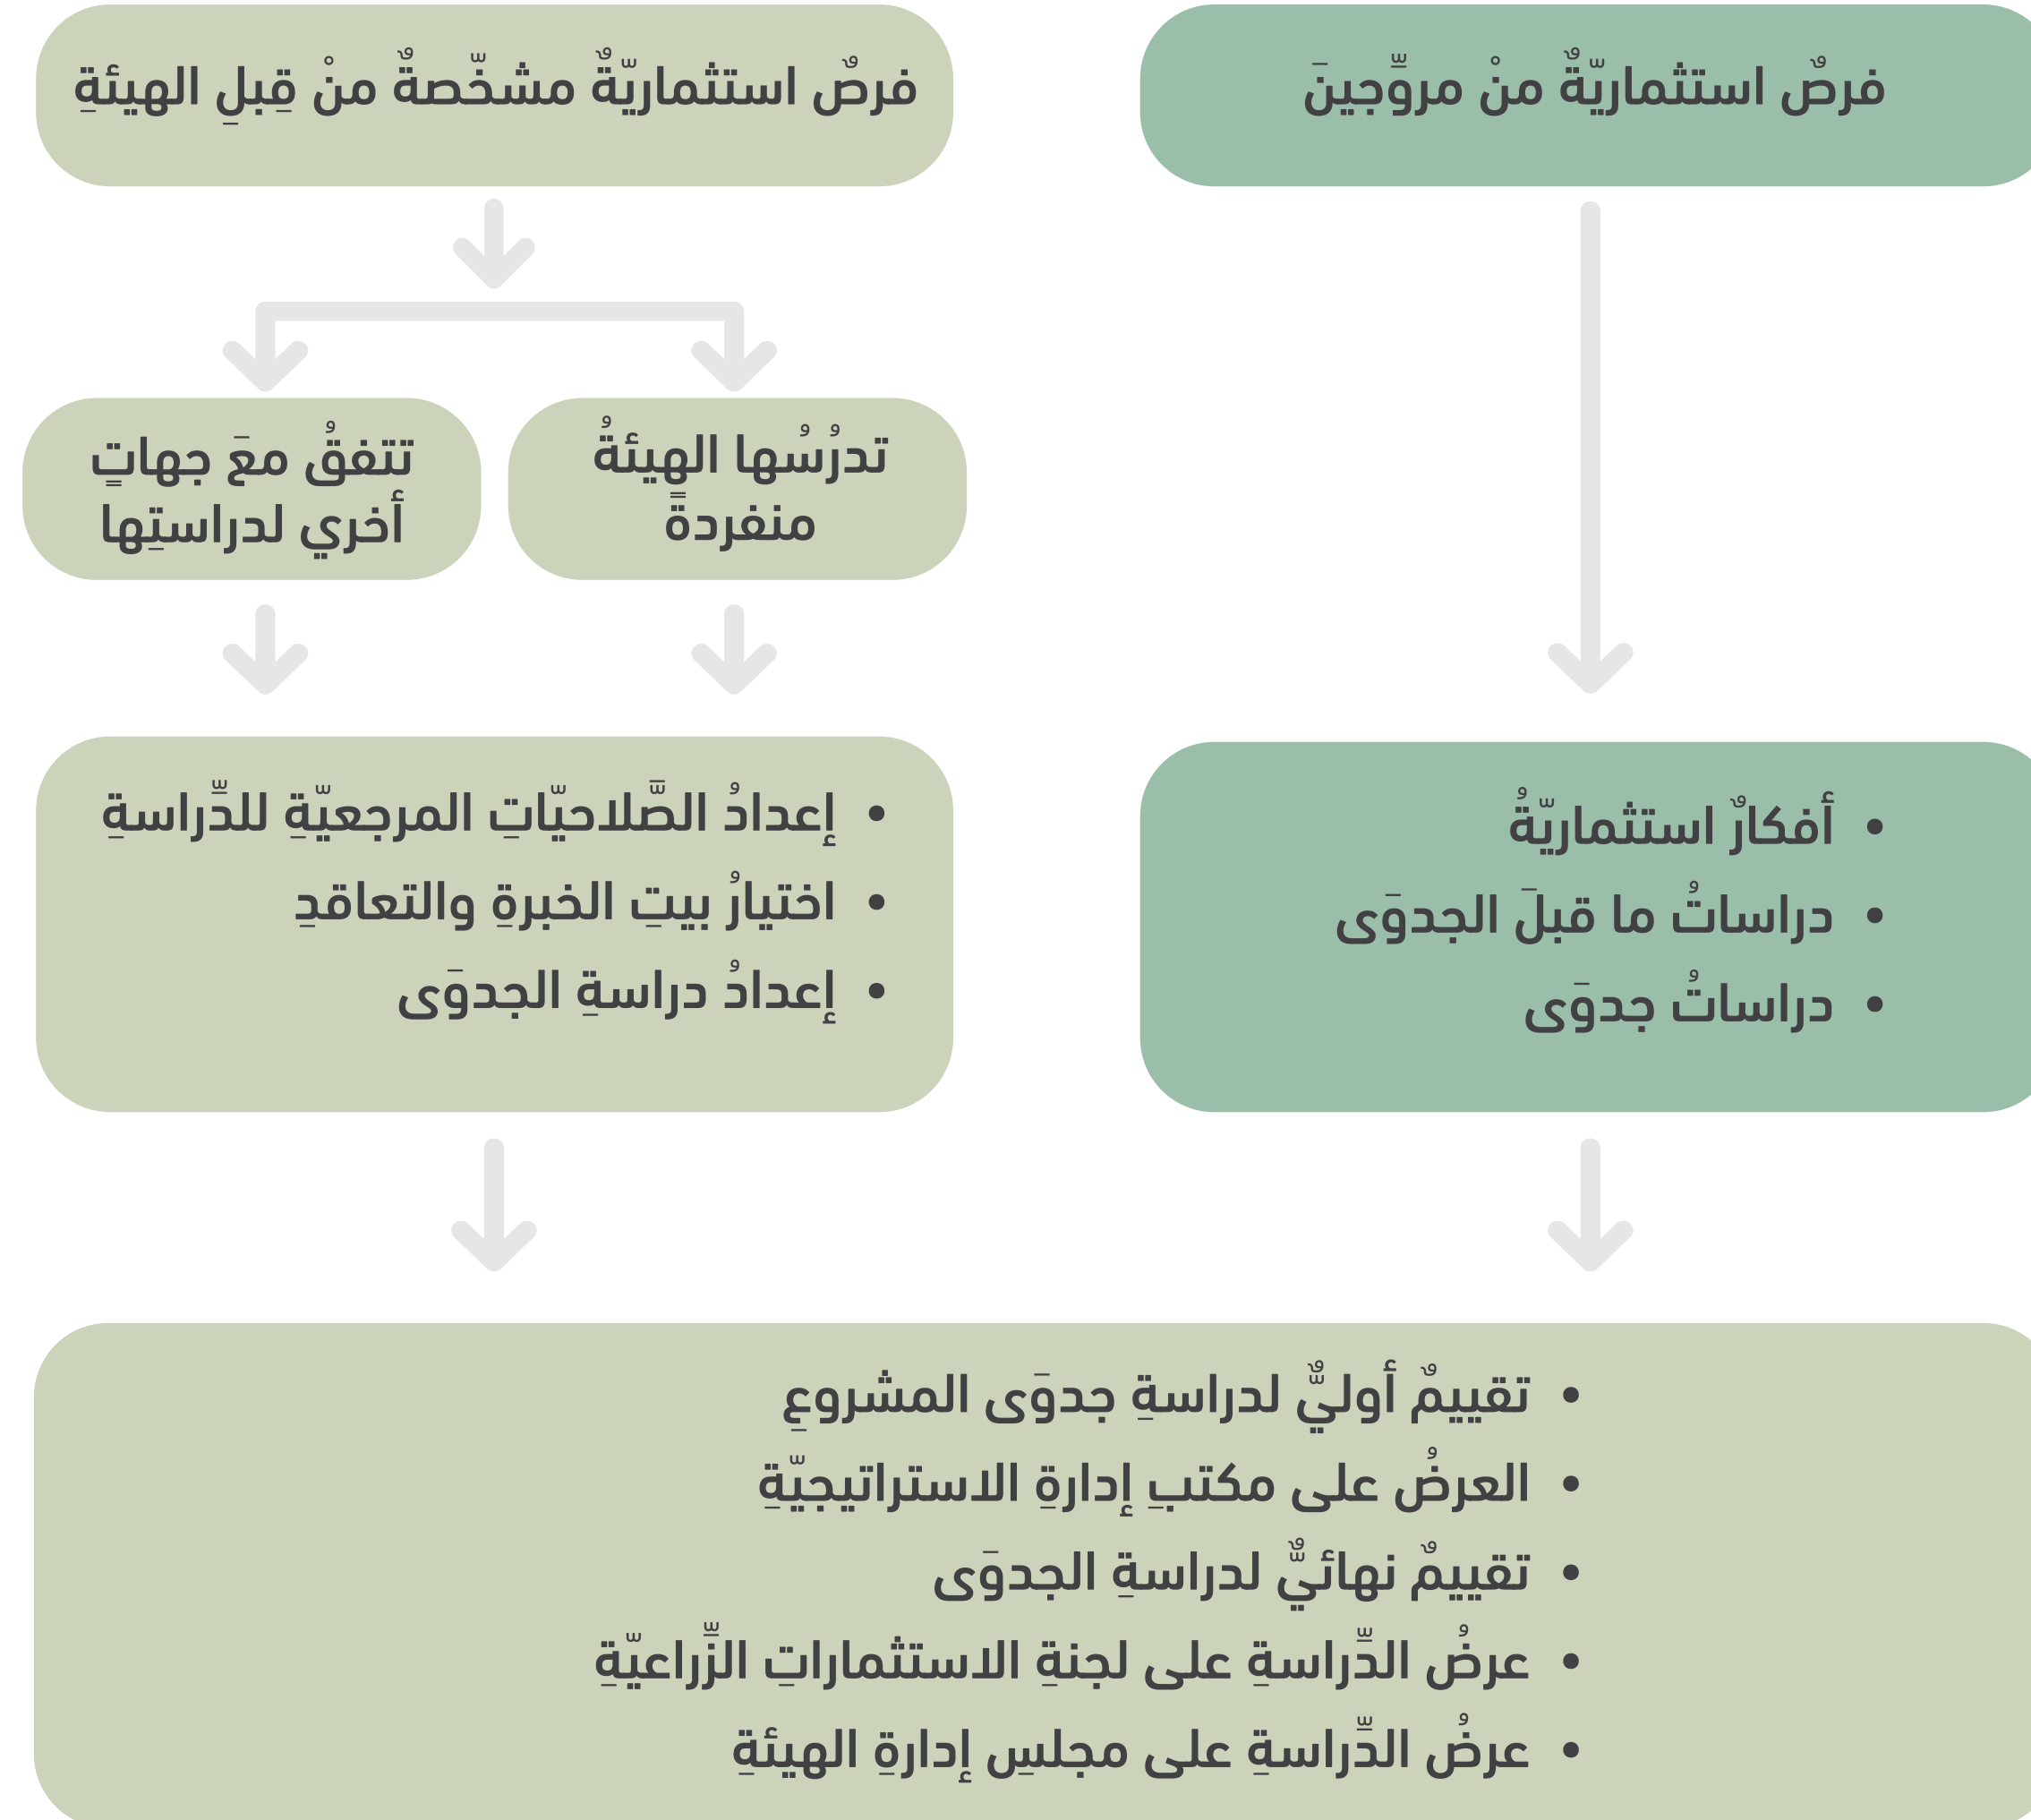 فرصٌ استثماريّةٌ منْ مروِّجينَ
فرصٌ استثماريّةٌ مشخّصةٌ منْ قِبلِ الهيئةِ
تدرُسُها الهيئةُ
منفردةً
تتفقُ معَ جهاتٍ
أخري لدراستِها
• أفكارٌ استثماريّةٌ
• دراساتُ ما قبلَ الجدوَى
• دراساتُ جدوَى
• إعدادُ الصَّلاحيّاتِ المرجعيّةِ للدِّراسةِ
• اختيارُ بيتِ الخبرةِ والتعاقدِ
• إعدادُ دراسةِ الجدوَى
• تقييمٌ أوليٌّ لدراسةِ جدوَى المشروعِ
• العرضُ على مكتبِ إدارةِ الاستراتيجيّةِ
• تقييمٌ نهائيٌّ لدراسةِ الجدوَى
• عرضُ الدِّراسةِ على لجنةِ الاستثماراتِ الزِّراعيّةِ
• عرضُ الدِّراسةِ على مجلسِ إدارةِ الهيئةِ